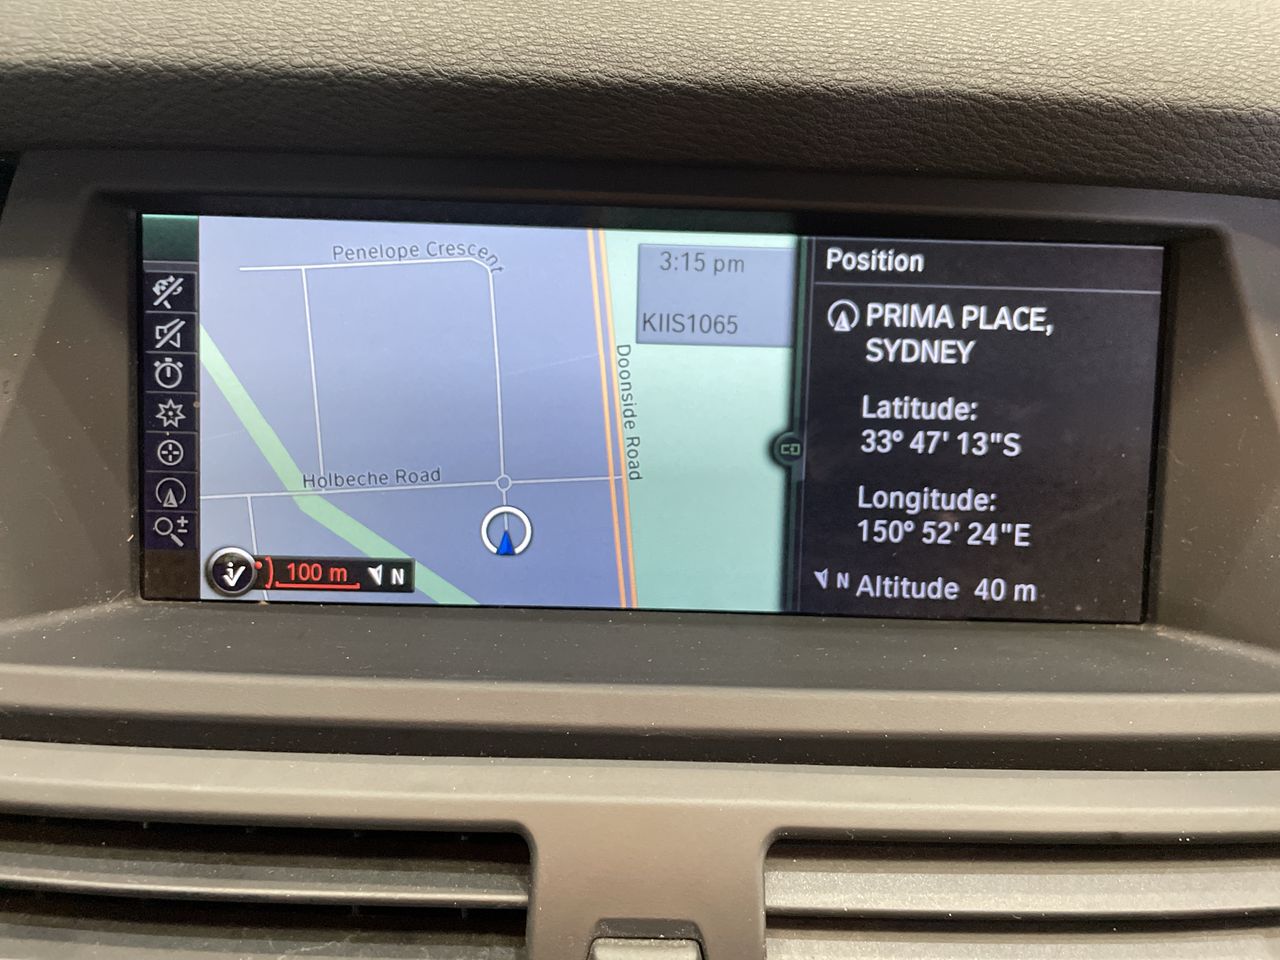 Penelope Crescent
3:15 pm
KIIS1065
Doonside Road
Holbeche Road
100 m N
Position
PRIMA PLACE,
SYDNEY
Latitude:
33° 47' 13"S
Longitude:
150° 52' 24"E
N Altitude 40 m